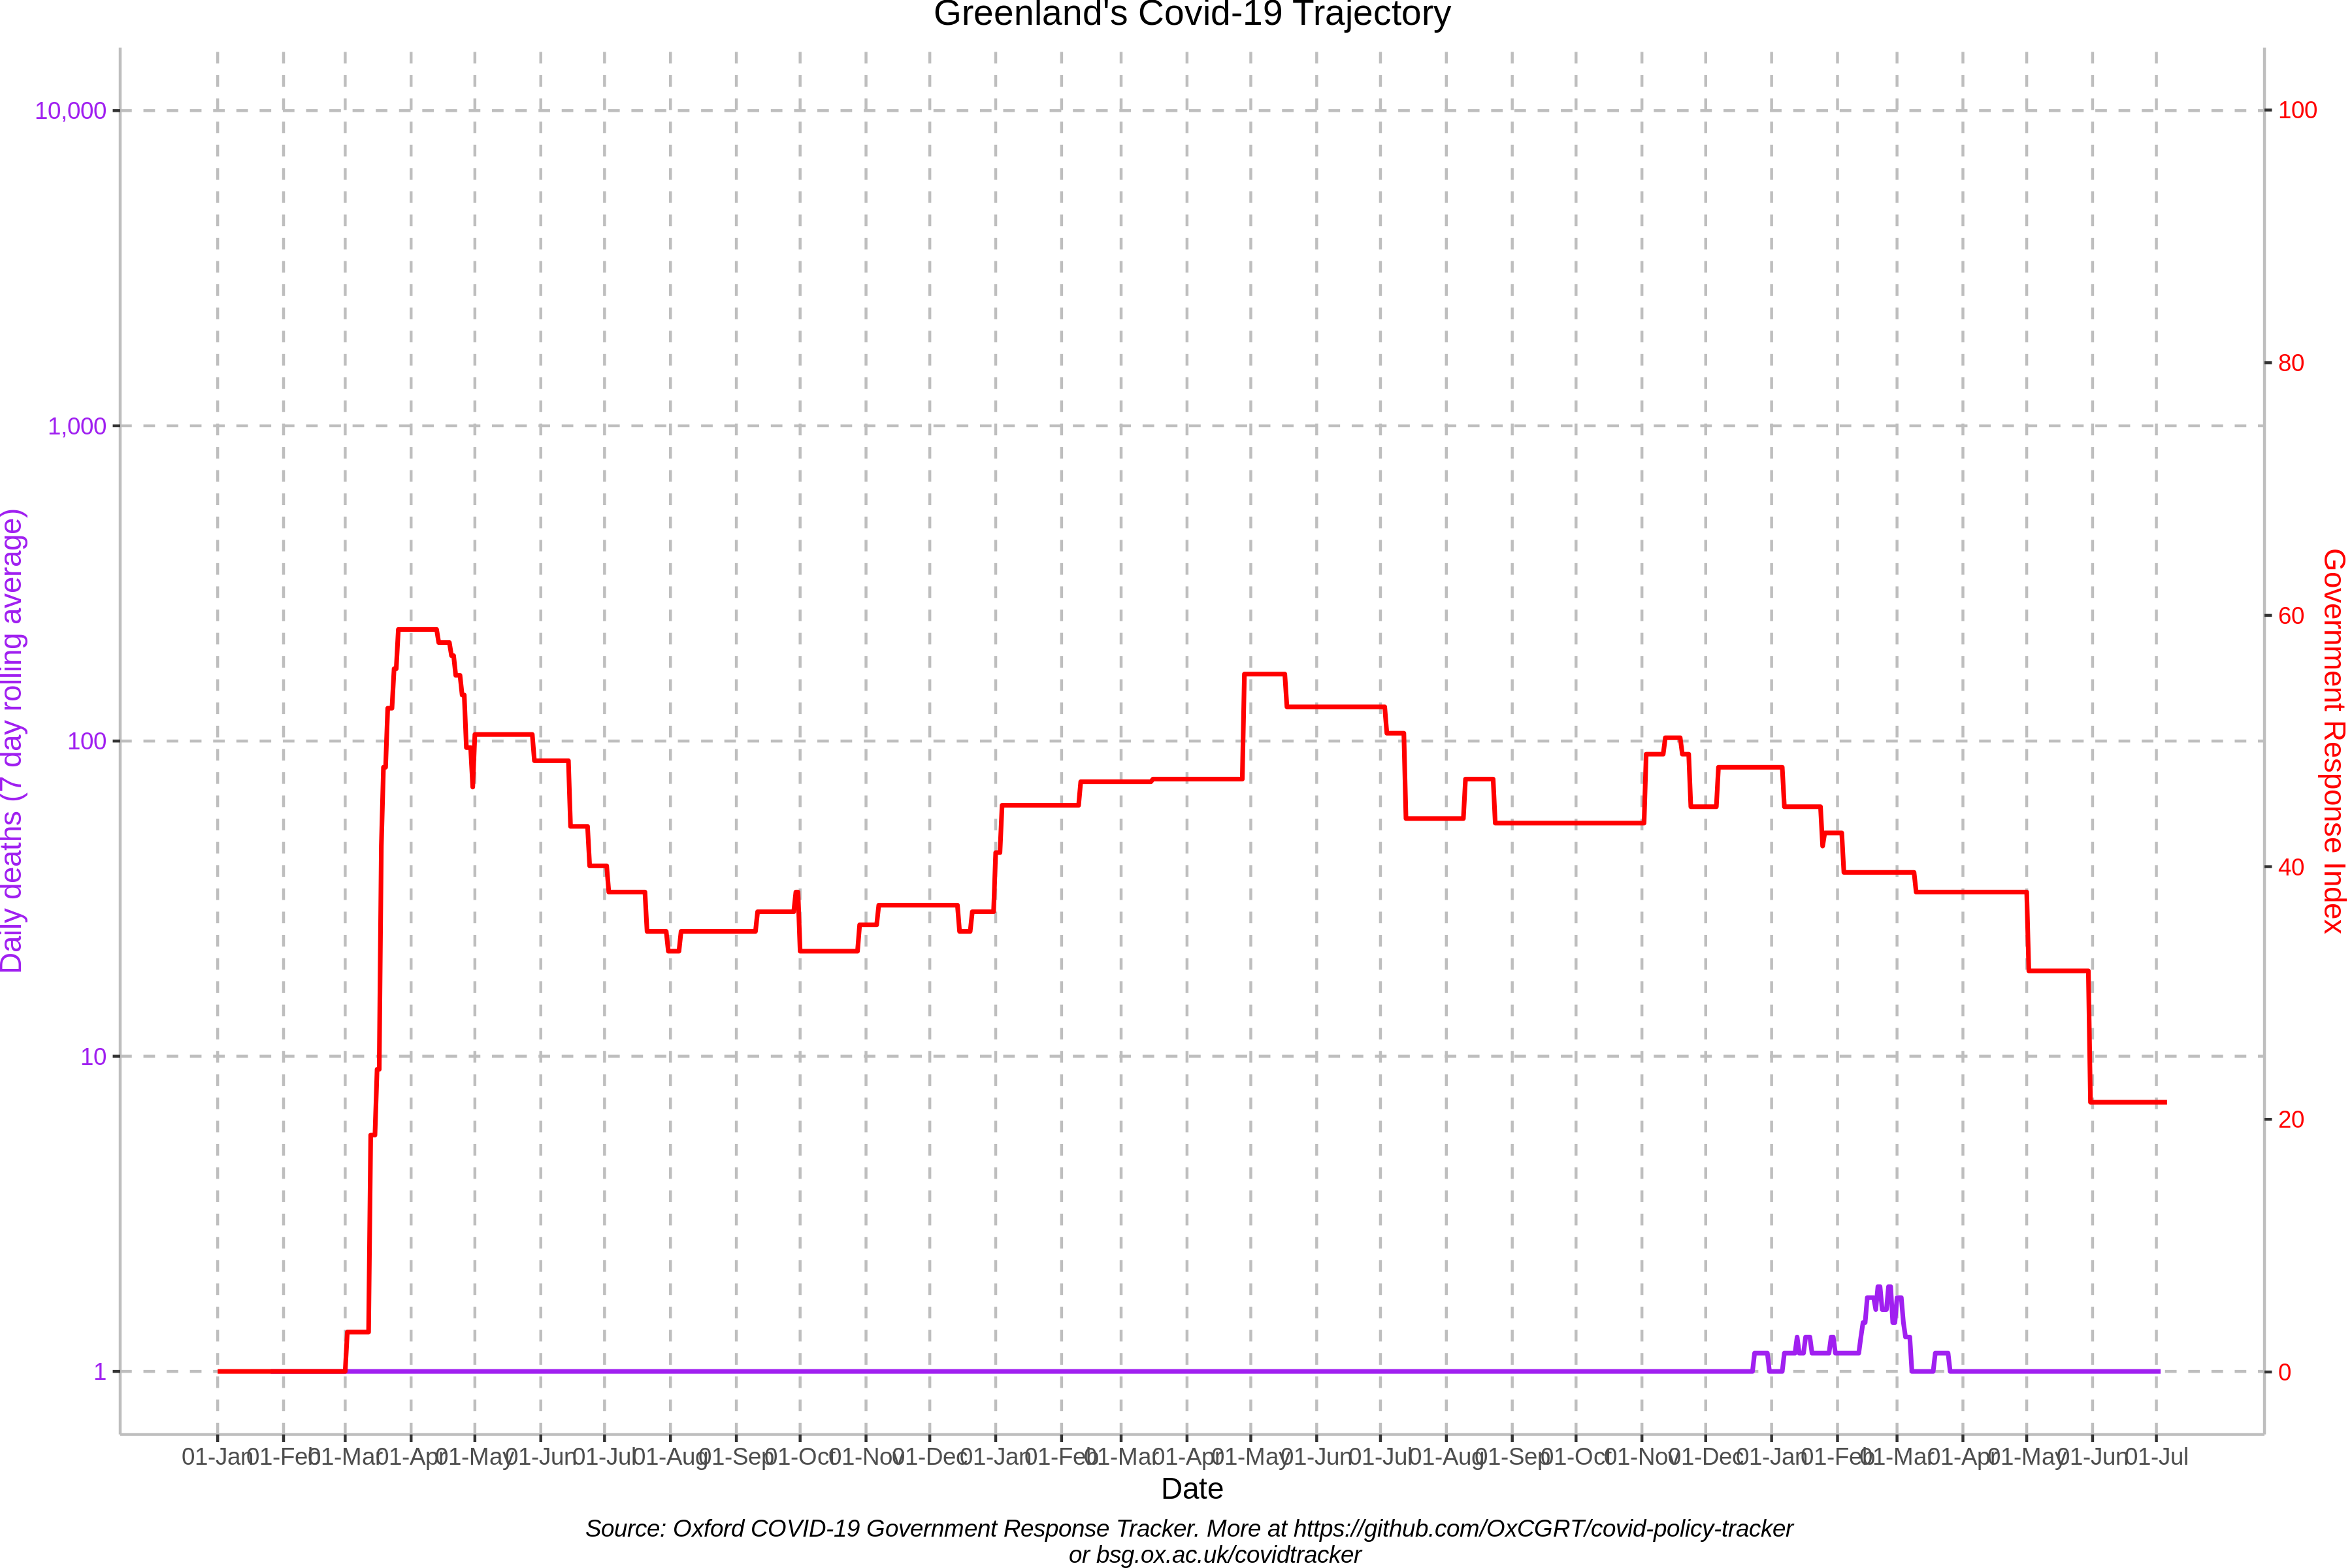 Greenland's Covid-19 Trajectory
10,000
1,000
100
10
1
Daily deaths (7 day rolling average)
100
80
60
40
20
0
Government Response Index
01-Jan 01-Feb 01-Mar 01-Apr 01-May 01-Jun 01-Jul 01-Aug 01-Sep 01-Oct 01-Nov 01-Dec 01-Jan 01-Feb 01-Mar 01-Apr 01-May 01-Jun 01-Jul 01-Aug 01-Sep 01-Oct 01-Nov 01-Dec 01-Jan 01-Feb 01-Mar 01-Apr 01-May 01-Jun 01-Jul
Date
Source: Oxford COVID-19 Government Response Tracker. More at https://github.com/OxCGRT/covid-policy-tracker
or bsg.ox.ac.uk/covidtracker